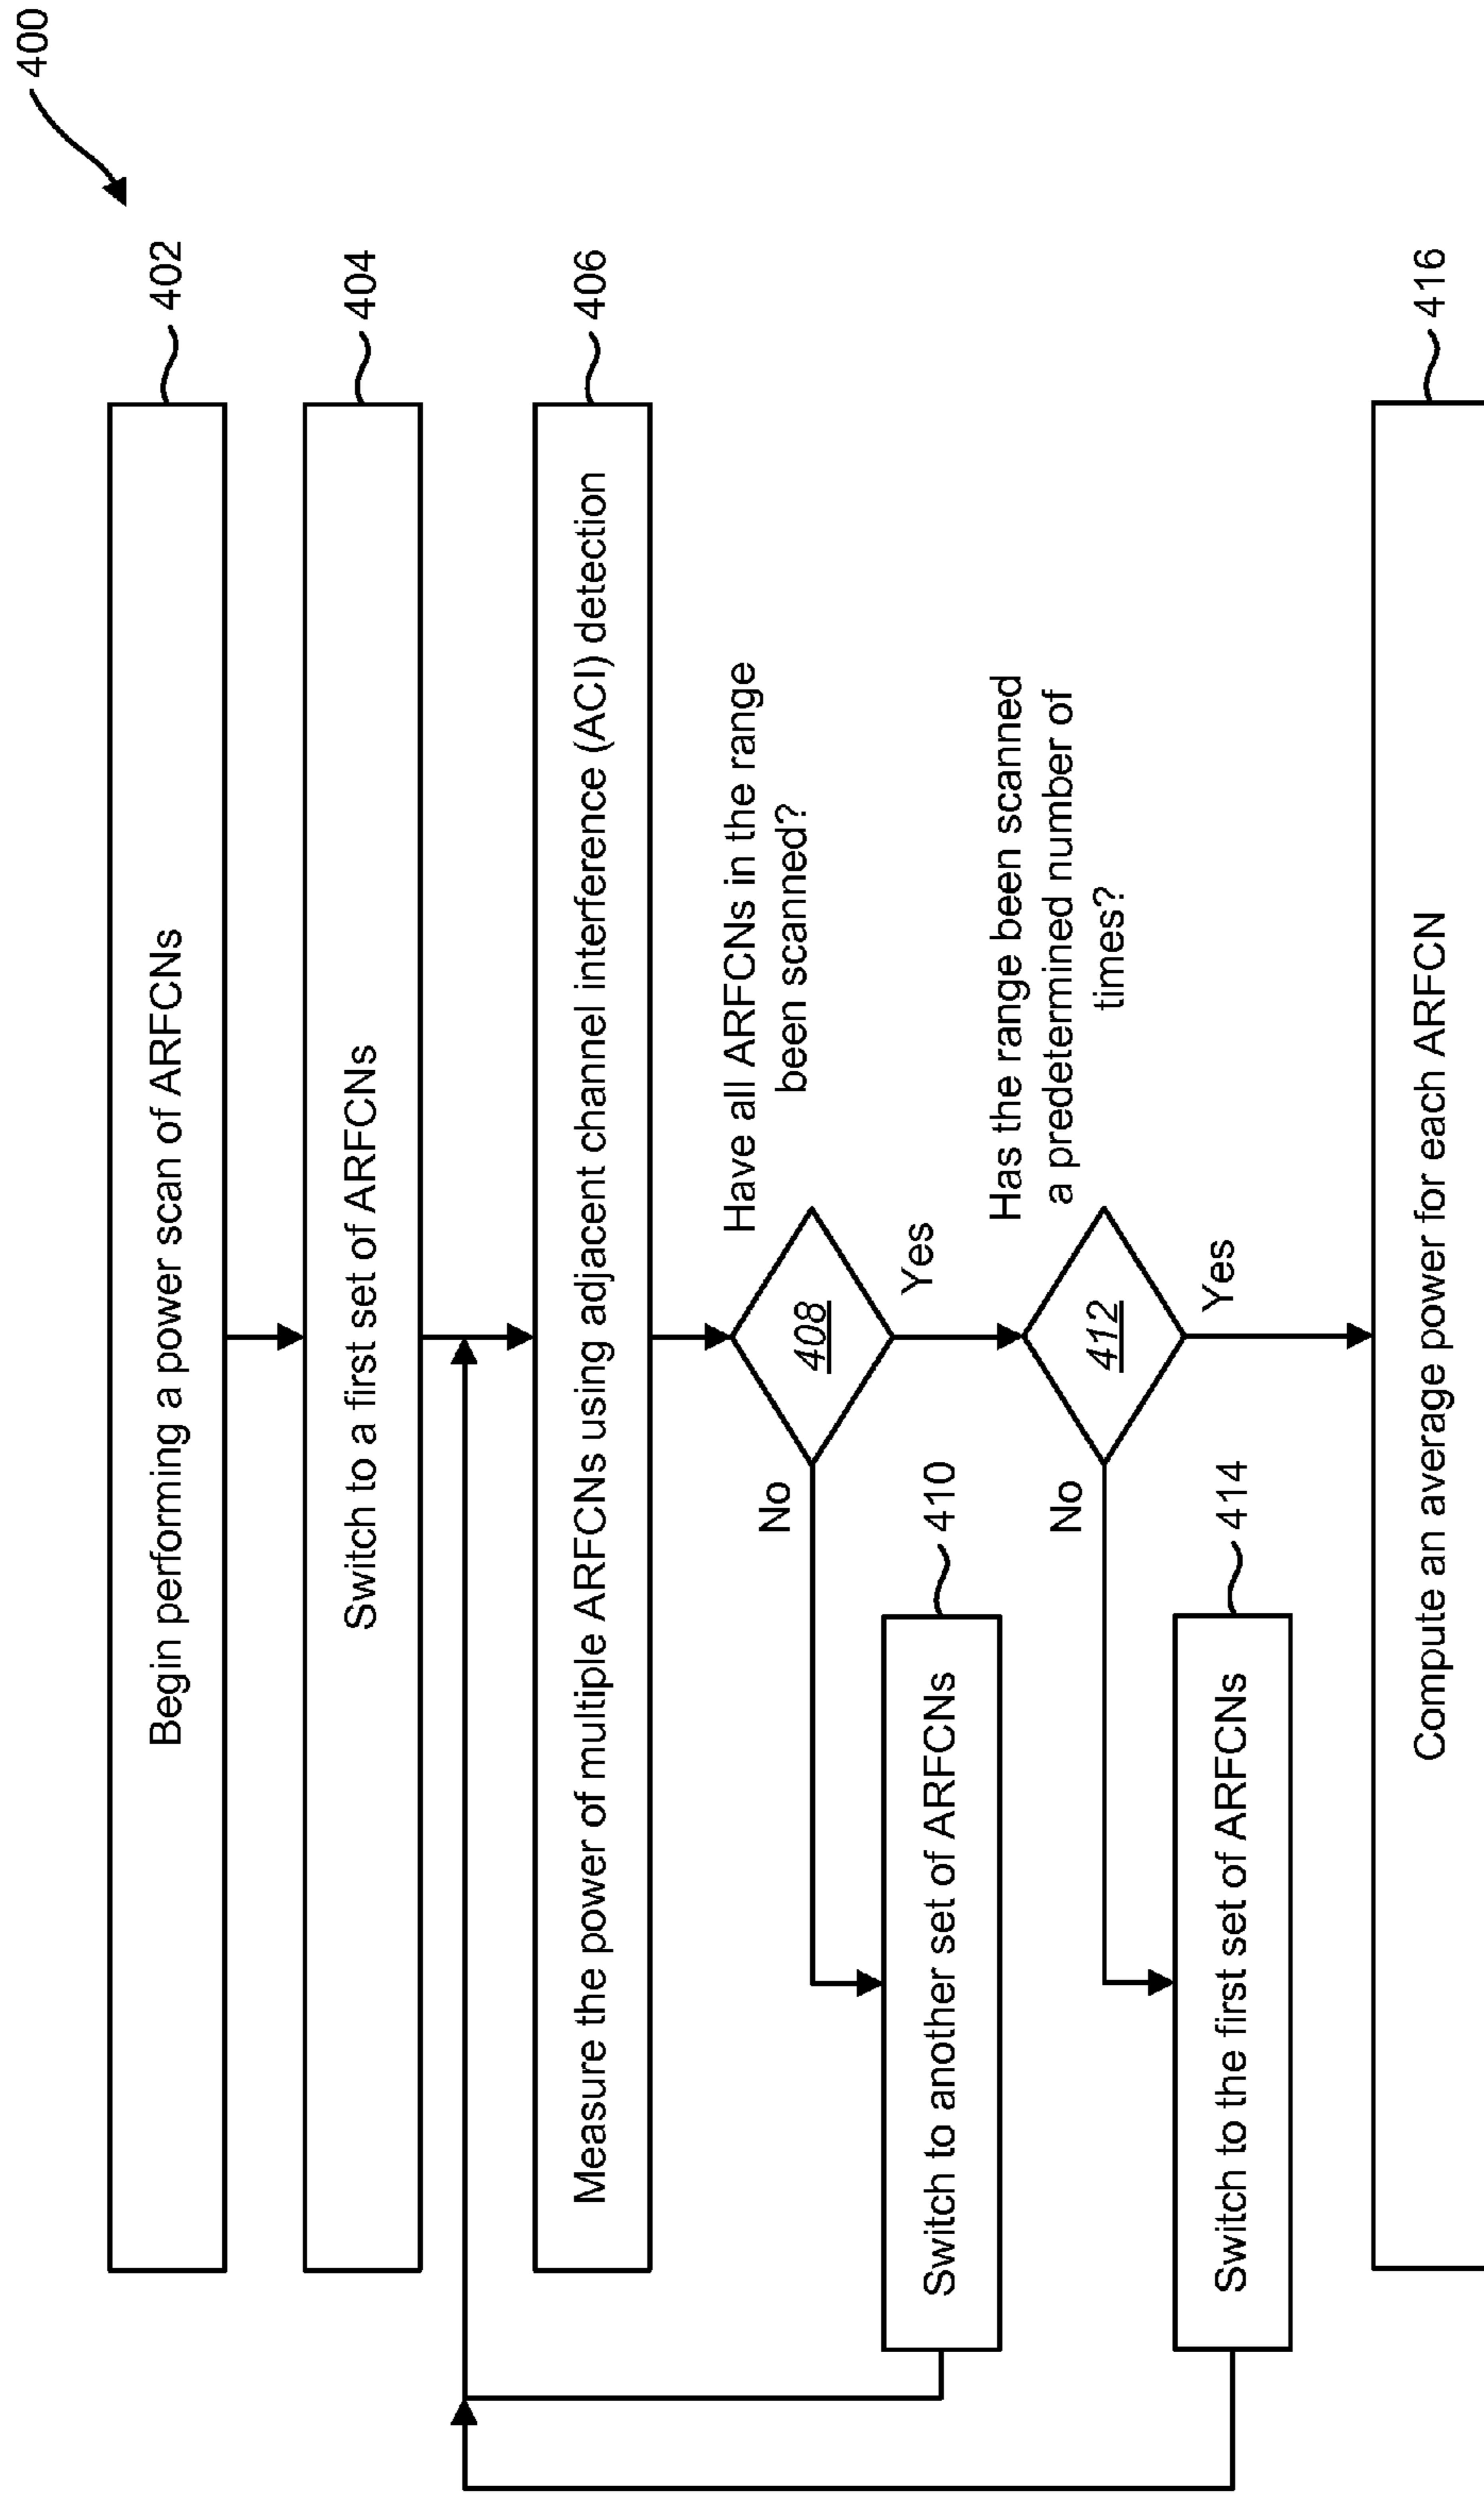 400
402
Begin performing a power scan of ARFCNs
404
Switch to a first set of ARFCNs
406
Measure the power of multiple ARFCNs using adjacent channel interference (ACI) detection
Have all ARFCNs in the range
been scanned?
408
No
Yes
410
Switch to another set of ARFCNs
Has the range been scanned
a predetermined number of
times?
412
No
Yes
414
Switch to the first set of ARFCNs
416
Compute an average power for each ARFCN